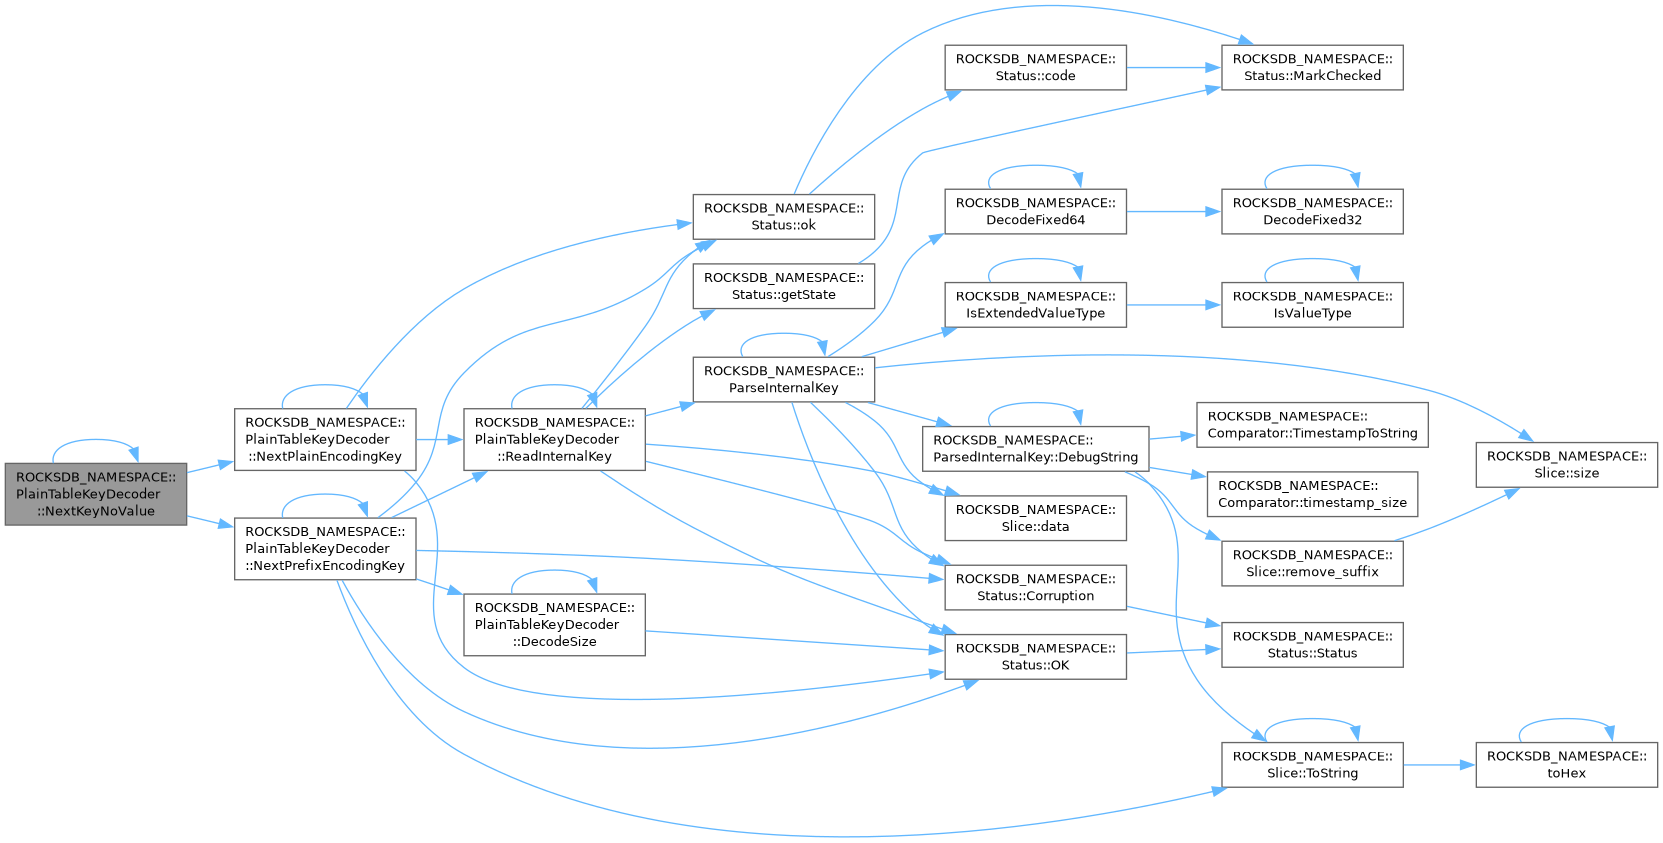 ROCKSDB_NAMESPACE::
PlainTableKeyDecoder
::NextKeyNoValue
ROCKSDB_NAMESPACE::
PlainTableKeyDecoder
::NextPlainEncodingKey
ROCKSDB_NAMESPACE::
PlainTableKeyDecoder
::NextPrefixEncodingKey
ROCKSDB_NAMESPACE::
PlainTableKeyDecoder
::ReadInternalKey
ROCKSDB_NAMESPACE::
PlainTableKeyDecoder
::DecodeSize
ROCKSDB_NAMESPACE::
Status::ok
ROCKSDB_NAMESPACE::
Status::getState
ROCKSDB_NAMESPACE::
ParseInternalKey
ROCKSDB_NAMESPACE::
Status::code
ROCKSDB_NAMESPACE::
DecodeFixed64
ROCKSDB_NAMESPACE::
IsExtendedValueType
ROCKSDB_NAMESPACE::
ParsedInternalKey::DebugString
ROCKSDB_NAMESPACE::
Slice::data
ROCKSDB_NAMESPACE::
Status::Corruption
ROCKSDB_NAMESPACE::
Status::OK
ROCKSDB_NAMESPACE::
Status::MarkChecked
ROCKSDB_NAMESPACE::
DecodeFixed32
ROCKSDB_NAMESPACE::
IsValueType
ROCKSDB_NAMESPACE::
Comparator::TimestampToString
ROCKSDB_NAMESPACE::
Comparator::timestamp_size
ROCKSDB_NAMESPACE::
Slice::remove_suffix
ROCKSDB_NAMESPACE::
Status::Status
ROCKSDB_NAMESPACE::
Slice::ToString
ROCKSDB_NAMESPACE::
Slice::size
ROCKSDB_NAMESPACE::
toHex